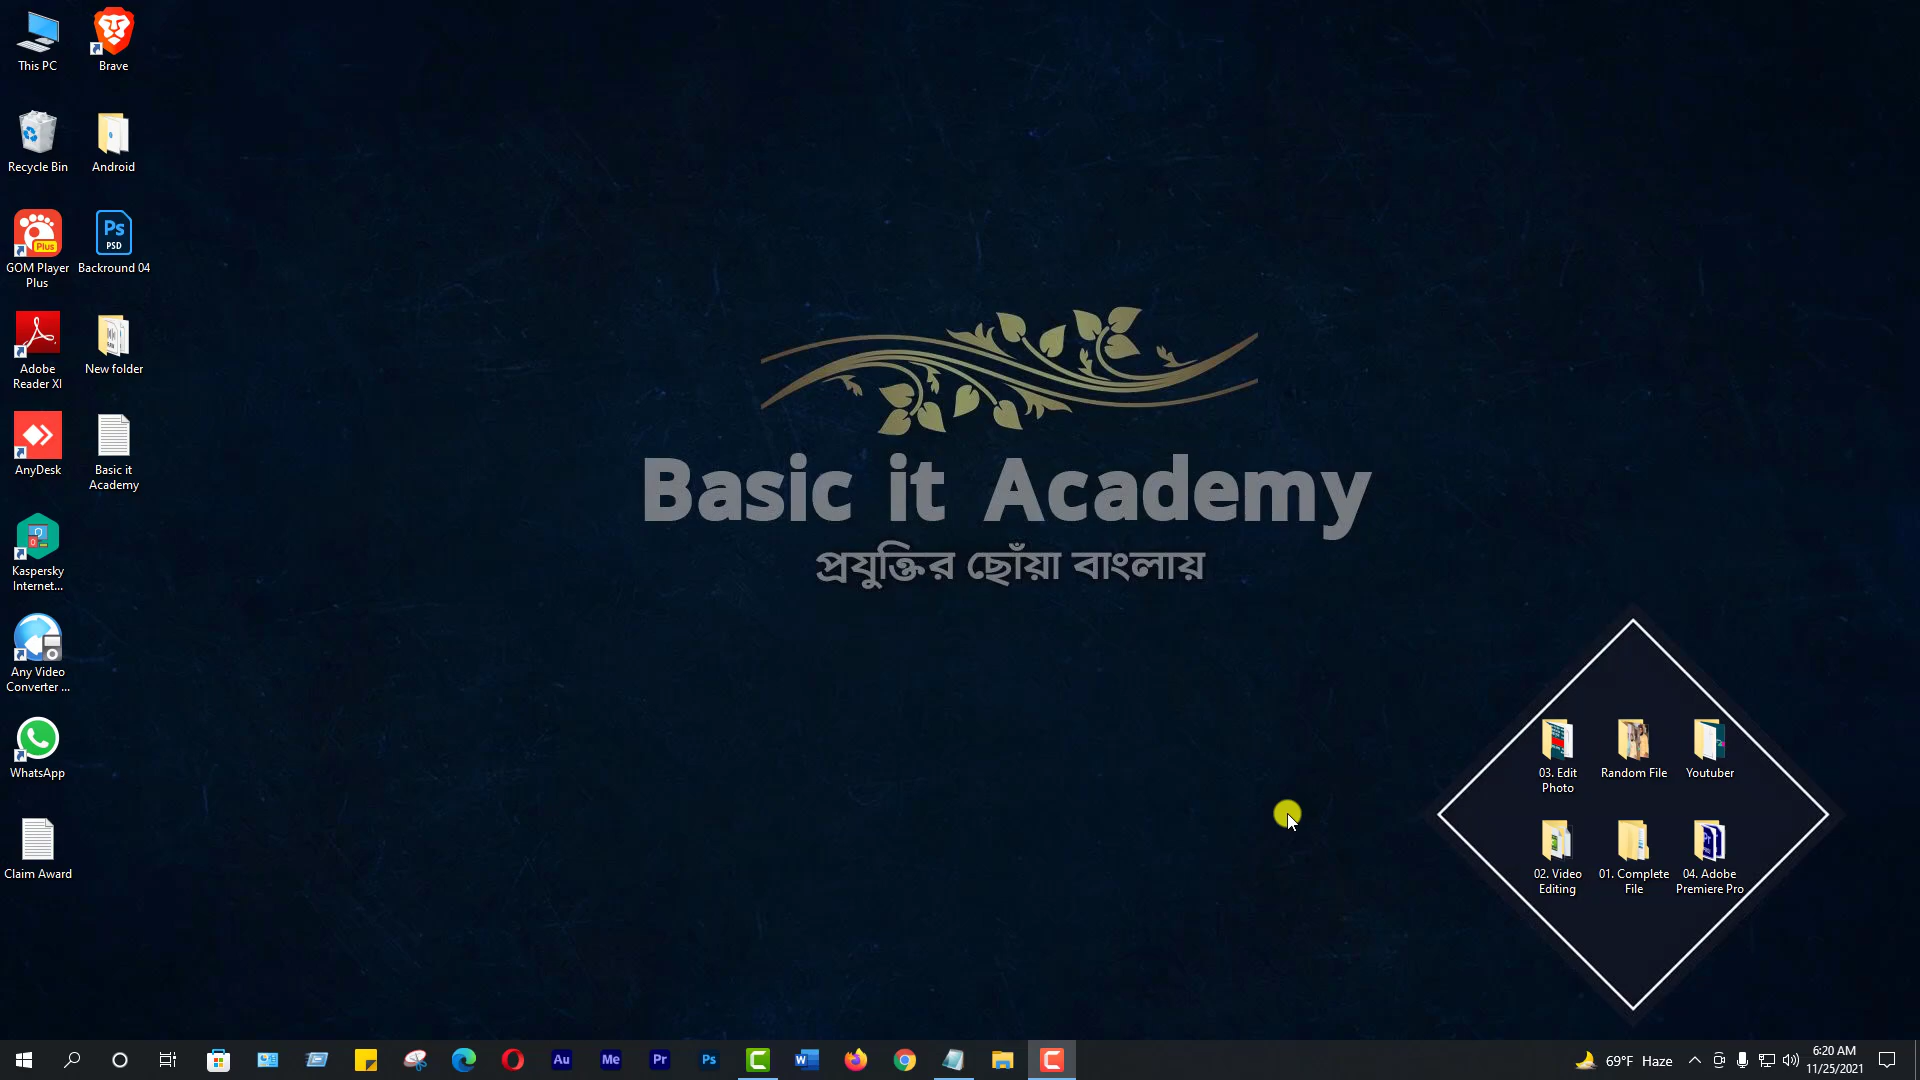 This PC
Brave
Recycle Bin
Android
GOM Player
Plus
Ps
PSD
Backround 04
Plus
Adobe
Reader XI
New folder
AnyDesk
Basic it
Academy
Kaspersky
Internet...
Any Video
Converter ...
WhatsApp
Claim Award
Basic it Academy
প্রযুক্তির ছোঁয়া বাংলায়
03. Edit
Photo
Random File
Youtuber
02. Video
Editing
01. Complete
File
04. Adobe
Premiere Pro
Au
Me
Pr
Ps
W
69°F Haze
6:20 AM
11/25/2021